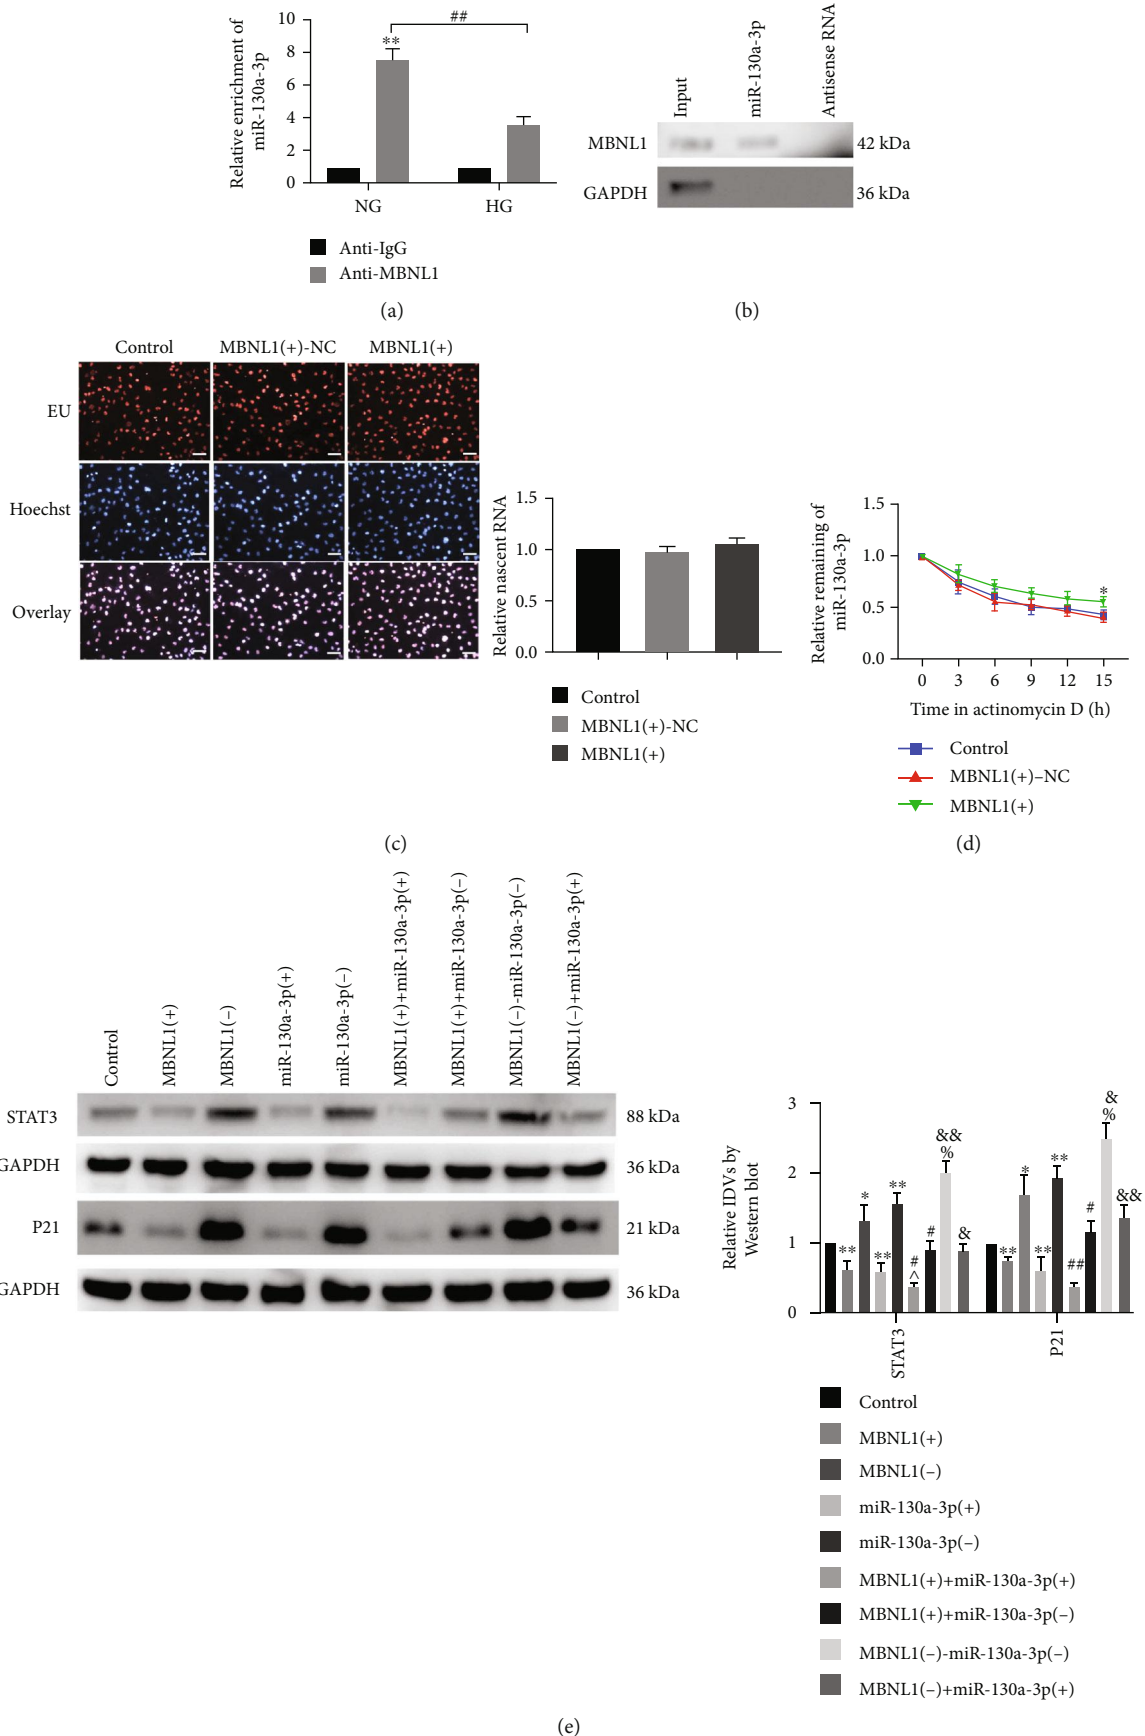 Relative enrichment of
miR-130a-3p
10
8
6
4
2
0
**
##
NG
HG
Anti-IgG
Anti-MBNL1
(a)
Input
miR-130a-3p
Antisense RNA
MBNL1
42 kDa
GAPDH
36 kDa
(b)
Control
MBNL1(+)-NC
MBNL1(+)
EU
Hoechst
Overlay
Relative nascent RNA
1.5
1.0
0.5
0.0
Control
MBNL1(+)-NC
MBNL1(+)
(c)
Relative remaining of
miR-130a-3p
1.5
1.0
0.5
0.0
*
0 3 6 9 12 15
Time in actinomycin D (h)
Control
MBNL1(+)–NC
MBNL1(+)
(d)
Control
MBNL1(+)
MBNL1(–)
miR-130a-3p(+)
miR-130a-3p(–)
MBNL1(+)+miR-130a-3p(+)
MBNL1(+)+miR-130a-3p(–)
MBNL1(–)-miR-130a-3p(–)
MBNL1(–)+miR-130a-3p(+)
STAT3
88 kDa
GAPDH
36 kDa
P21
21 kDa
GAPDH
36 kDa
Relative IDVs by
Western blot
3
2
1
0
**
*
**
**
#
^
#
&&
%
&
**
*
**
**
##
#
&
%
&&
STAT3
P21
Control
MBNL1(+)
MBNL1(–)
miR-130a-3p(+)
miR-130a-3p(–)
MBNL1(+)+miR-130a-3p(+)
MBNL1(+)+miR-130a-3p(–)
MBNL1(–)-miR-130a-3p(–)
MBNL1(–)+miR-130a-3p(+)
(e)